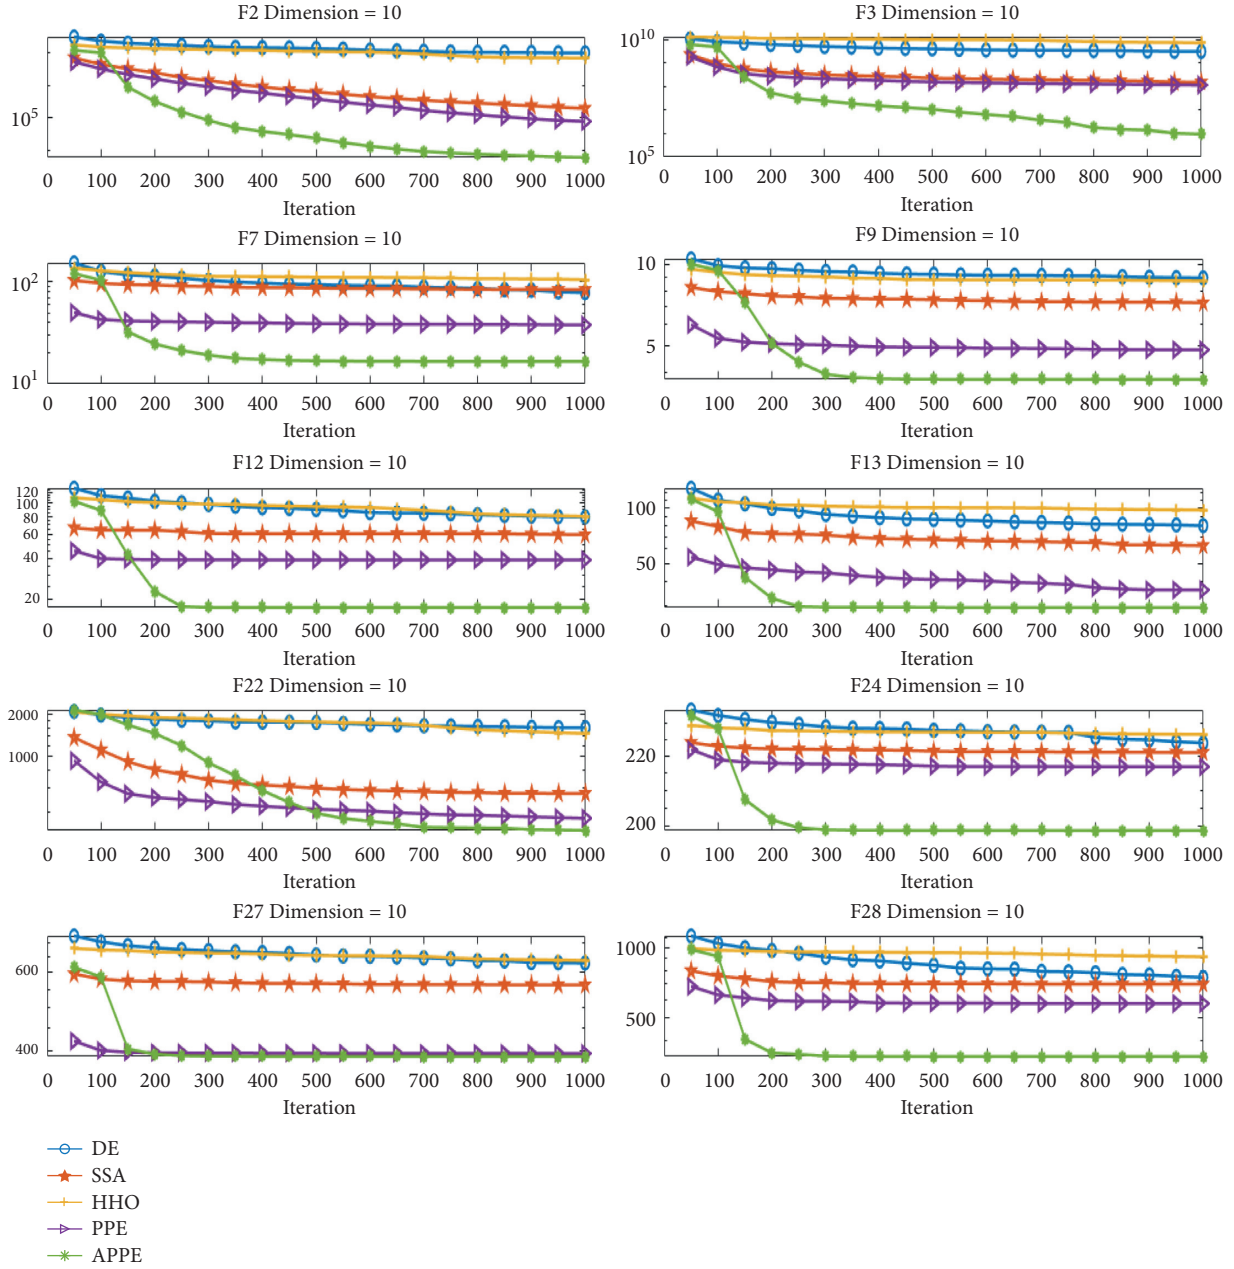 F2 Dimension = 10
10^5
0 100 200 300 400 500 600 700 800 900 1000
Iteration
F3 Dimension = 10
10^10
10^5
0 100 200 300 400 500 600 700 800 900 1000
Iteration
F7 Dimension = 10
10^2
10^1
0 100 200 300 400 500 600 700 800 900 1000
Iteration
F9 Dimension = 10
10
5
0 100 200 300 400 500 600 700 800 900 1000
Iteration
F12 Dimension = 10
120
100
80
60
40
20
0 100 200 300 400 500 600 700 800 900 1000
Iteration
F13 Dimension = 10
100
50
0 100 200 300 400 500 600 700 800 900 1000
Iteration
F22 Dimension = 10
2000
1000
0 100 200 300 400 500 600 700 800 900 1000
Iteration
F24 Dimension = 10
220
200
0 100 200 300 400 500 600 700 800 900 1000
Iteration
F27 Dimension = 10
600
400
0 100 200 300 400 500 600 700 800 900 1000
Iteration
F28 Dimension = 10
1000
500
0 100 200 300 400 500 600 700 800 900 1000
Iteration
DE
SSA
HHO
PPE
APPE